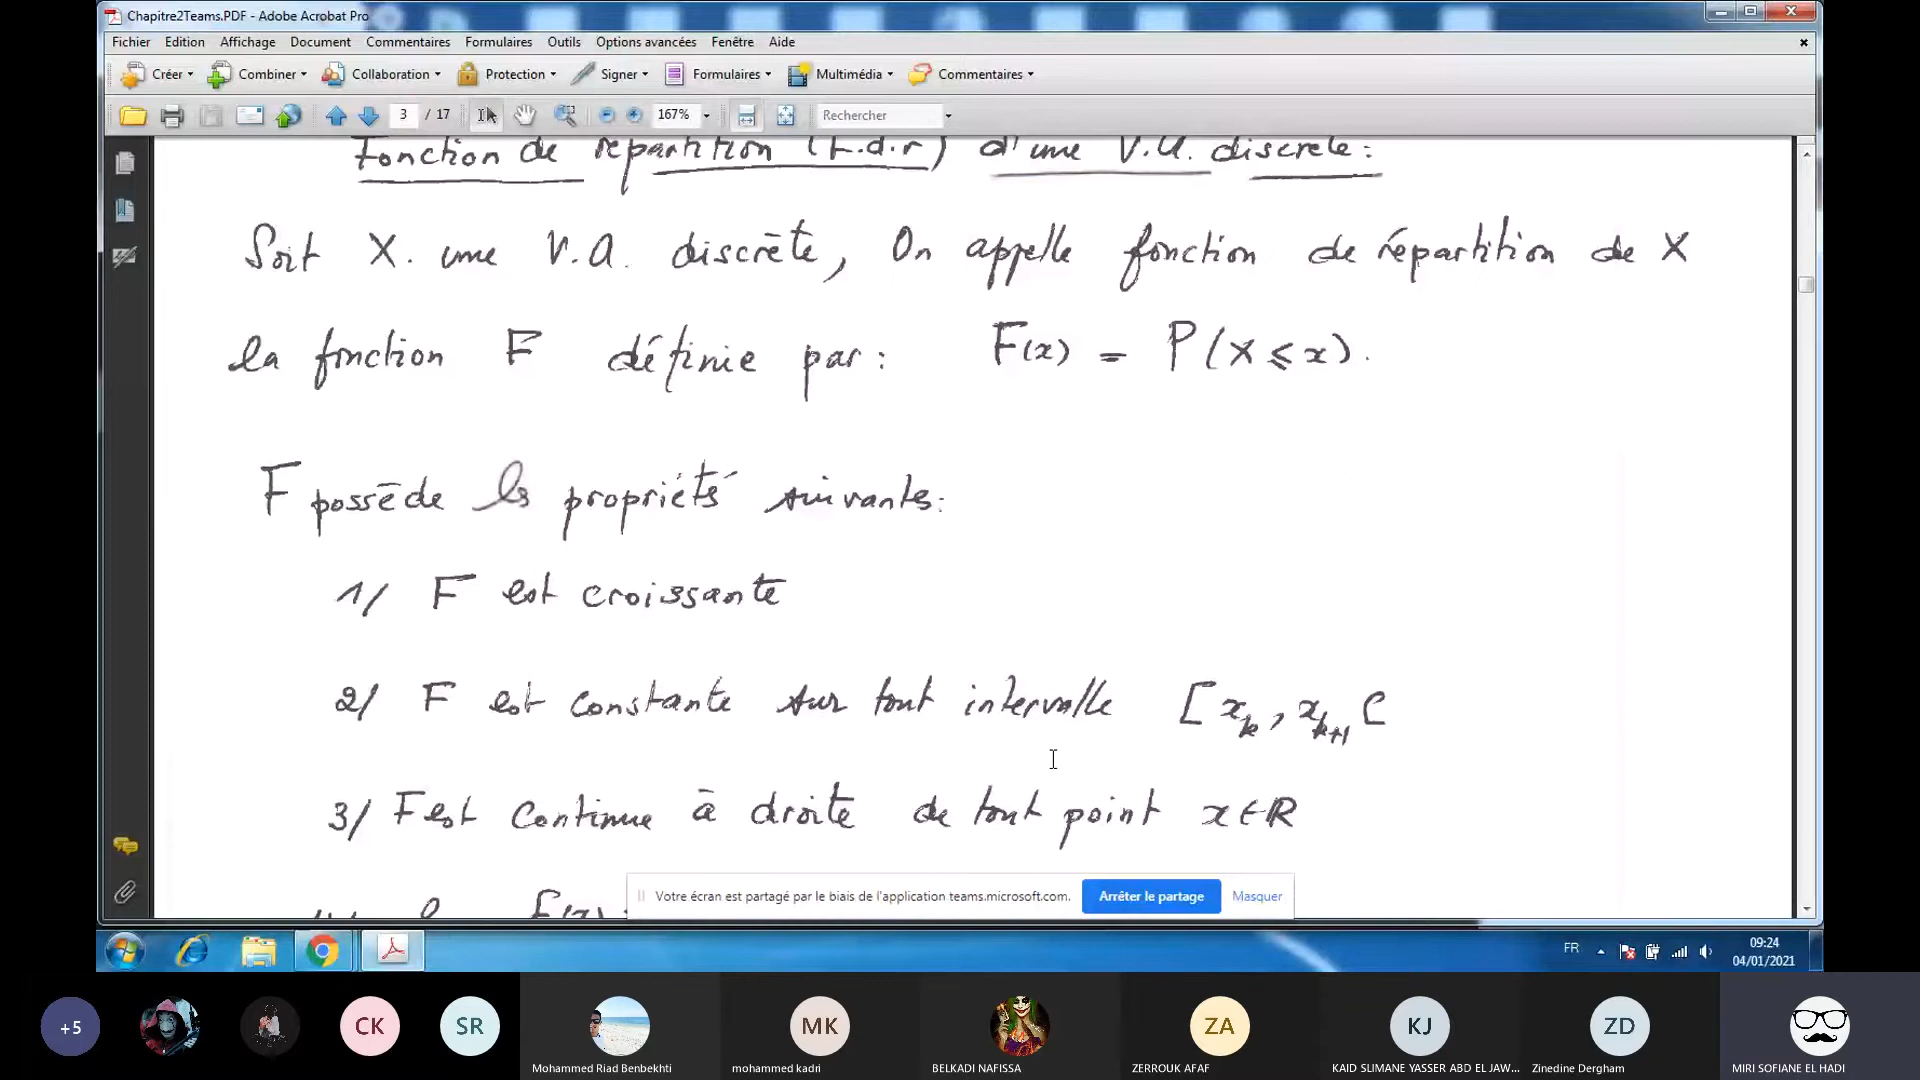 Chapitre2Teams.PDF - Adobe Acrobat Pro
Fichier Edition Affichage Document Commentaires Formulaires Outils Options avancées Fenêtre Aide
Créer Combiner Collaboration Protection Signer Formulaires Multimédia Commentaires
3 / 17 167% Rechercher
Fonction de répartition (F.d.r) d'une V.A. discrète :
Soit X. une V.A. discrète, On appelle fonction de répartition de X
la fonction F définie par : F(x) = P(X ⩽ x).
F possède les propriétés suivantes:
1/ F est croissante
2/ F est constante sur tout intervalle [x_k, x_{k+1}[
3/ F est continue à droite de tout point x ∈ ℝ
F(x)
Votre écran est partagé par le biais de l'application teams.microsoft.com. Arrêter le partage Masquer
FR 09:24
04/01/2021
+5 CK SR MK ZA KJ ZD
Mohammed Riad Benbekhti mohammed kadri BELKADI NAFISSA ZERROUK AFAF KAID SLIMANE YASSER ABD EL JAW... Zinedine Dergham MIRI SOFIANE EL HADI